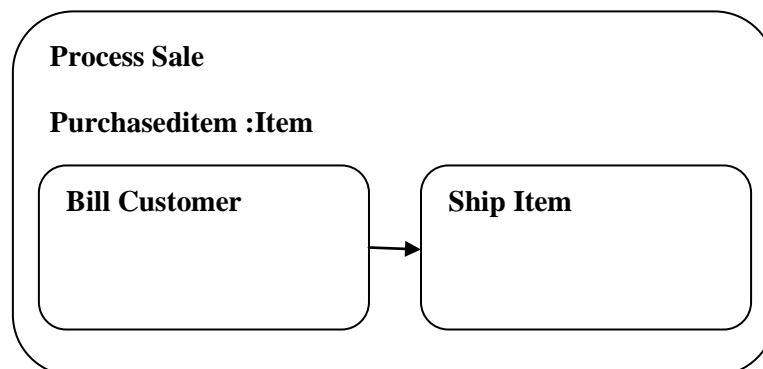 Process Sale
Purchaseditem :Item
Bill Customer
Ship Item